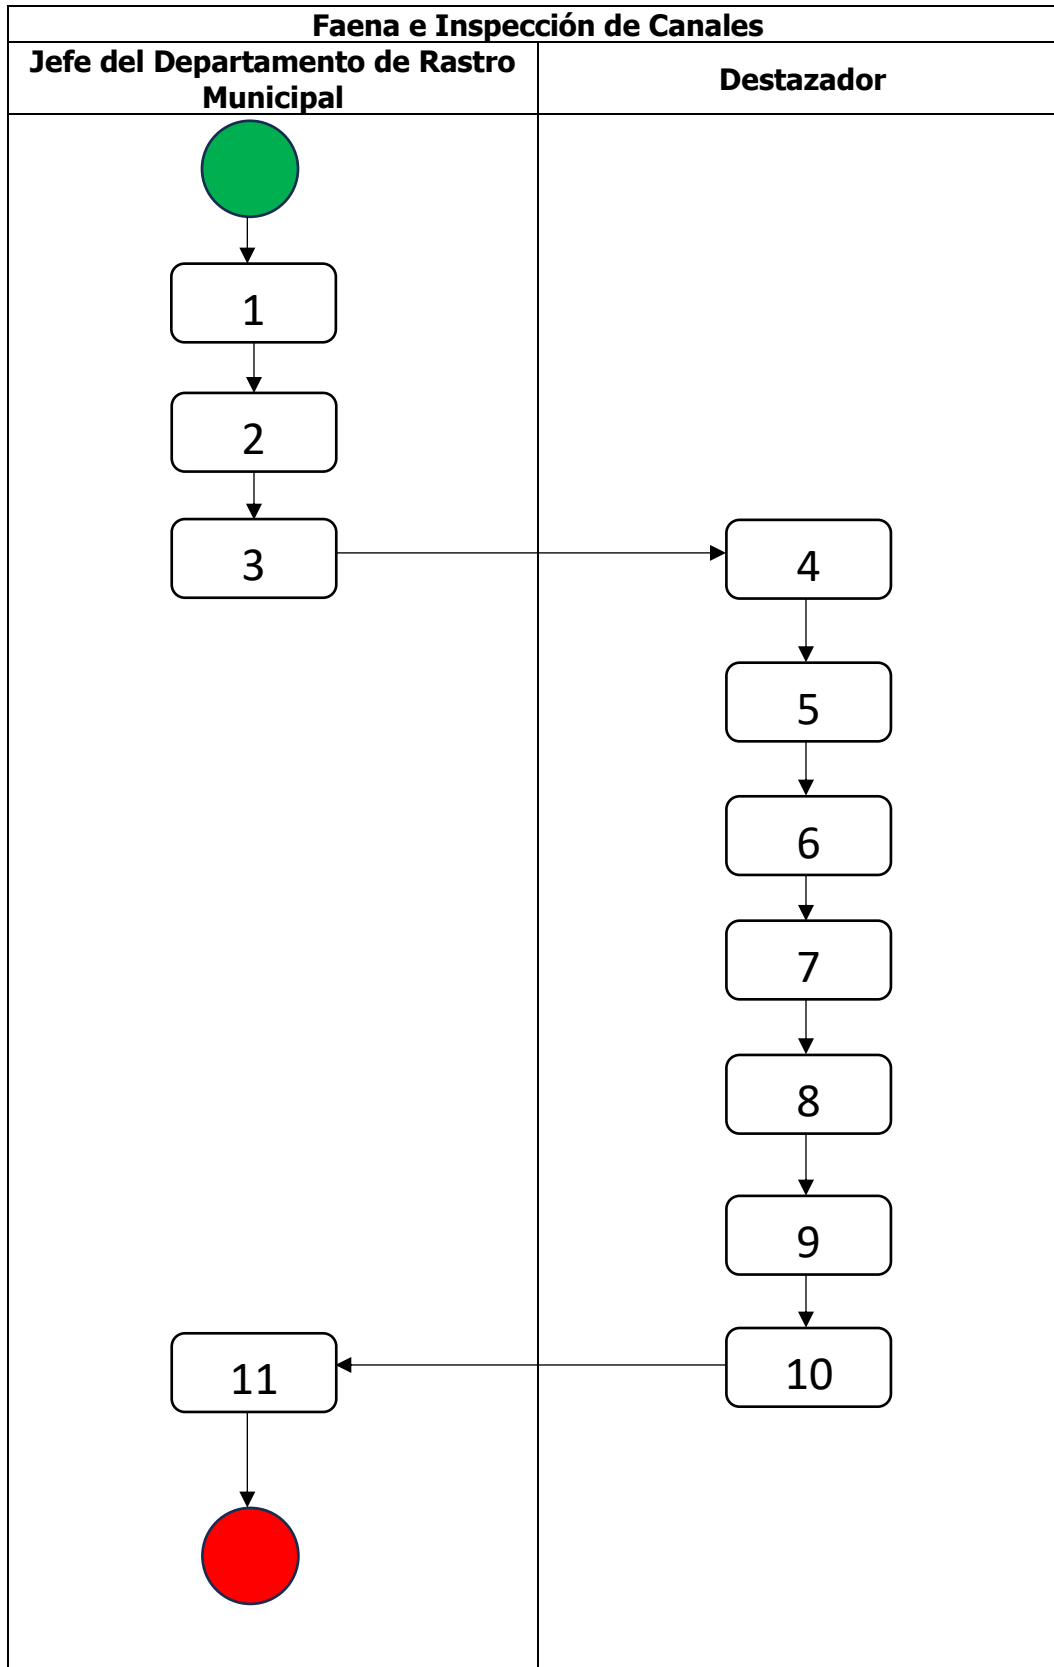 Faena e Inspección de Canales
Jefe del Departamento de Rastro
Municipal
Destazador
1
2
3
4
5
6
7
8
9
10
11